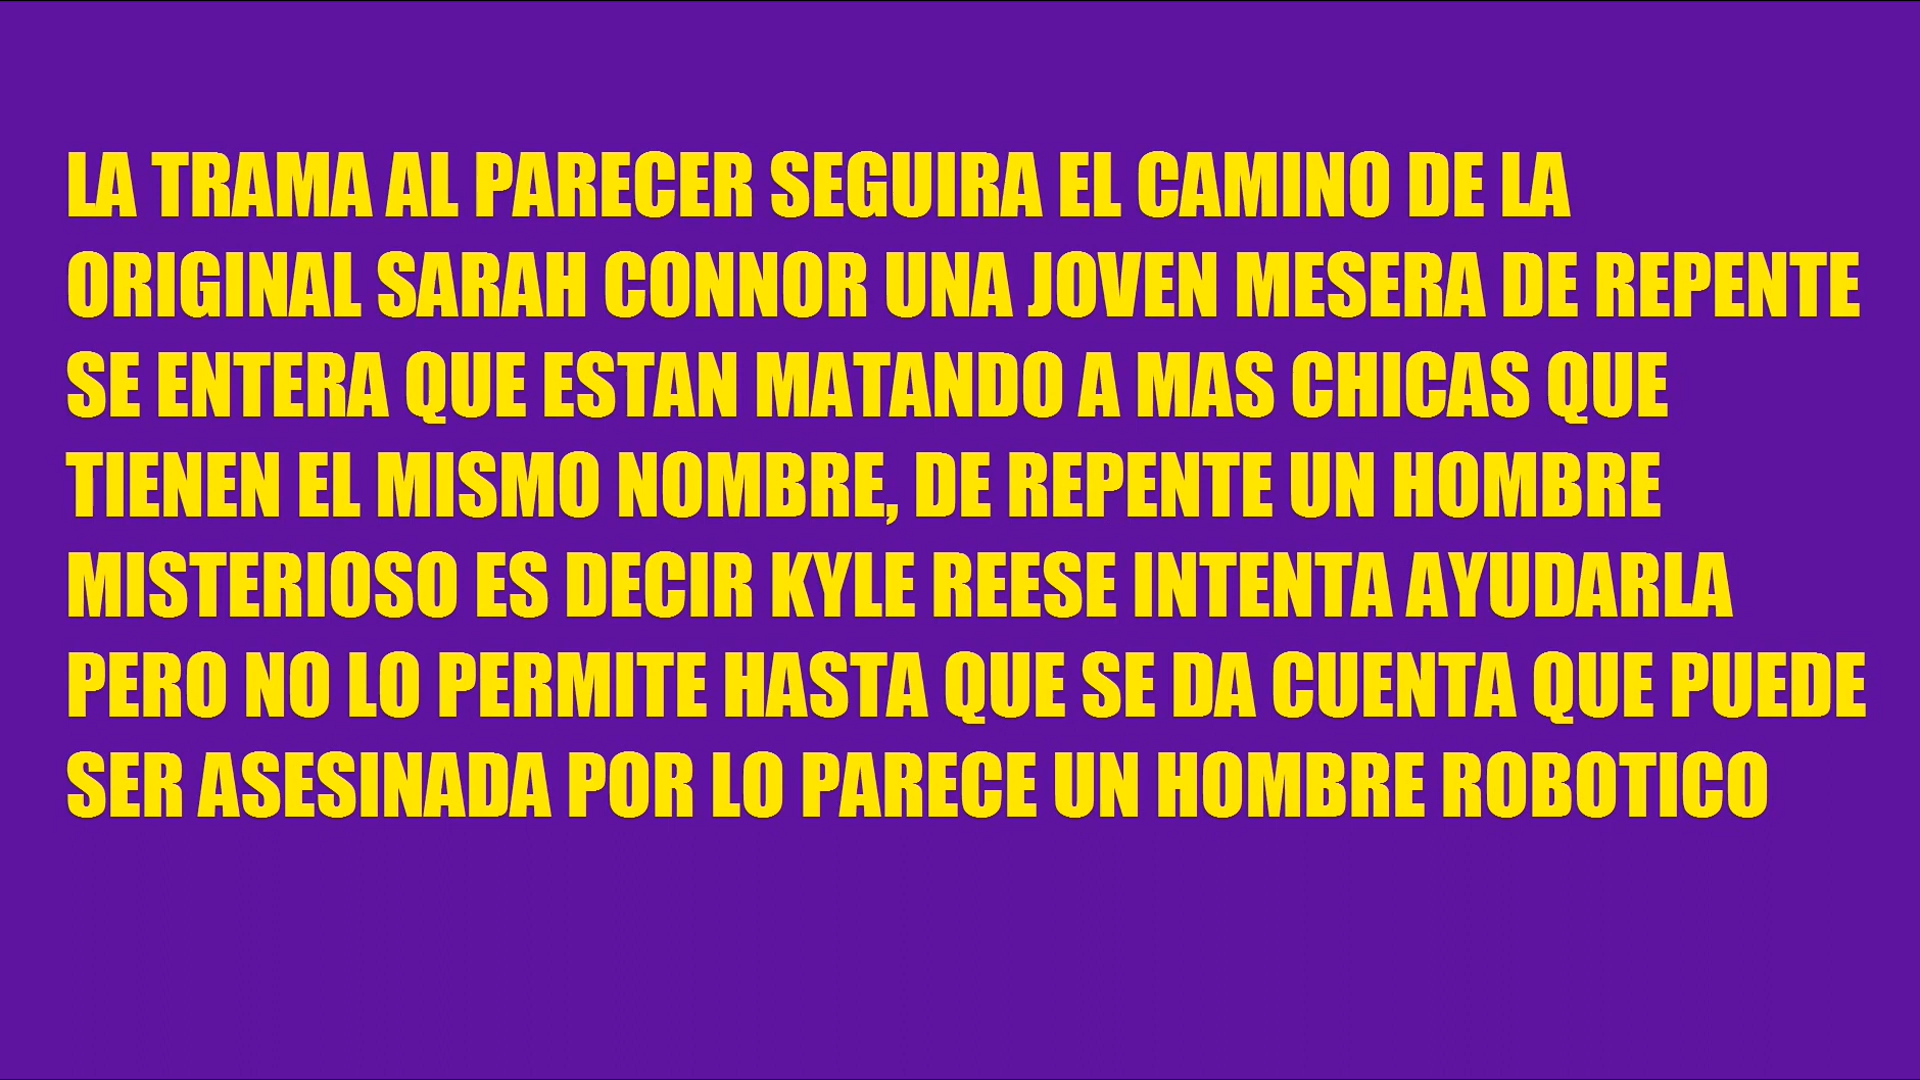 LA TRAMA AL PARECER SEGUIRA EL CAMINO DE LA
ORIGINAL SARAH CONNOR UNA JOVEN MESERA DE REPENTE
SE ENTERA QUE ESTAN MATANDO A MAS CHICAS QUE
TIENEN EL MISMO NOMBRE, DE REPENTE UN HOMBRE
MISTERIOSO ES DECIR KYLE REESE INTENTA AYUDARLA
PERO NO LO PERMITE HASTA QUE SE DA CUENTA QUE PUEDE
SER ASESINADA POR LO PARECE UN HOMBRE ROBOTICO